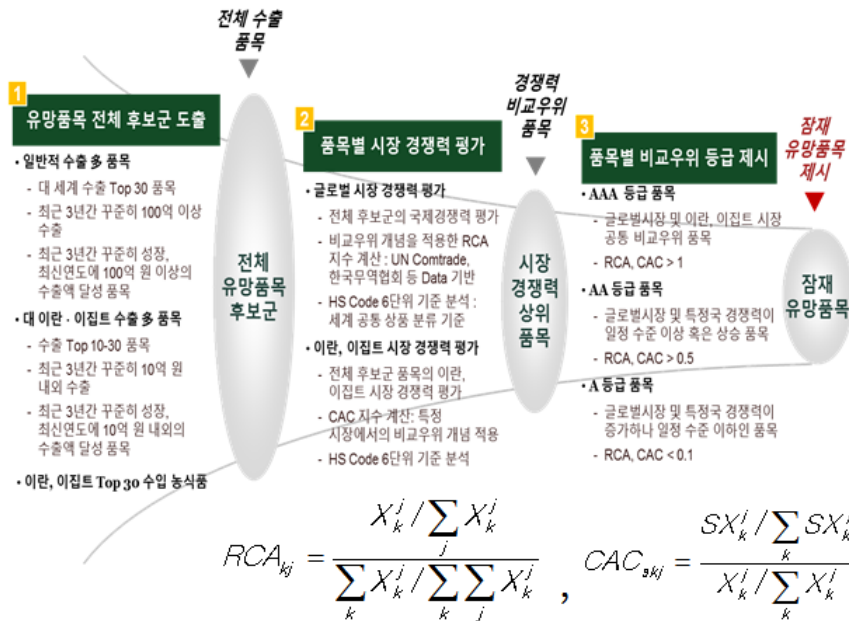 전체 수출
품목
1
유망품목 전체 후보군 도출
• 일반적 수출 多 품목
- 대 세계 수출 Top 30 품목
- 최근 3년간 꾸준히 100억 이상
수출
- 최근 3년간 꾸준히 성장,
최신연도에 100억 원 이상의
수출액 달성 품목
• 대 이란 · 이집트 수출 多 품목
- 수출 Top 10-30 품목
- 최근 3년간 꾸준히 10억 원
내외 수출
- 최근 3년간 꾸준히 성장,
최신연도에 10억 원 내외의
수출액 달성 품목
• 이란, 이집트 Top 30 수입 농식품
전체
유망품목
후보군
2
품목별 시장 경쟁력 평가
• 글로벌 시장 경쟁력 평가
- 전체 후보군의 국제경쟁력 평가
- 비교우위 개념을 적용한 RCA
지수 계산 : UN Comtrade,
한국무역협회 등 Data 기반
- HS Code 6단위 기준 분석 :
세계 공통 상품 분류 기준
• 이란, 이집트 시장 경쟁력 평가
- 전체 후보군 품목의 이란,
이집트 시장 경쟁력 평가
- CAC 지수 계산: 특정
시장에서의 비교우위 개념 적용
- HS Code 6단위 기준 분석
경쟁력
비교우위
품목
시장
경쟁력
상위
품목
3
품목별 비교우위 등급 제시
• AAA 등급 품목
- 글로벌시장 및 이란, 이집트 시장
공통 비교우위 품목
- RCA, CAC > 1
• AA 등급 품목
- 글로벌시장 및 특정국 경쟁력이
일정 수준 이상 혹은 상승 품목
- RCA, CAC > 0.5
• A 등급 품목
- 글로벌시장 및 특정국 경쟁력이
증가하나 일정 수준 이하인 품목
- RCA, CAC < 0.1
잠재
유망품목
제시
잠재
유망품목
RCA_{kj} = \frac{X_k^j / \sum_j X_k^j}{\sum_k X_k^j / \sum_k \sum_j X_k^j} , CAC_{skj} = \frac{SX_k^j / \sum_k SX_k^j}{X_k^j / \sum_k X_k^j}